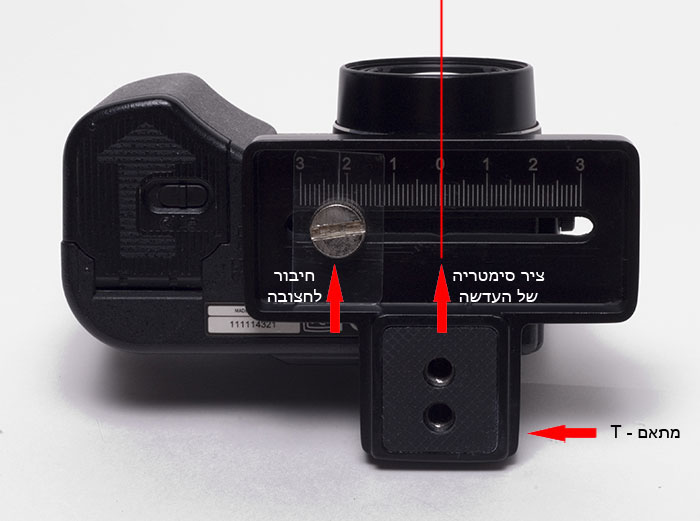 3 2 1 0 1 2 3
חיבור
לחצובה
ציר סימטריה
של העדשה
111114321
מתאם - T